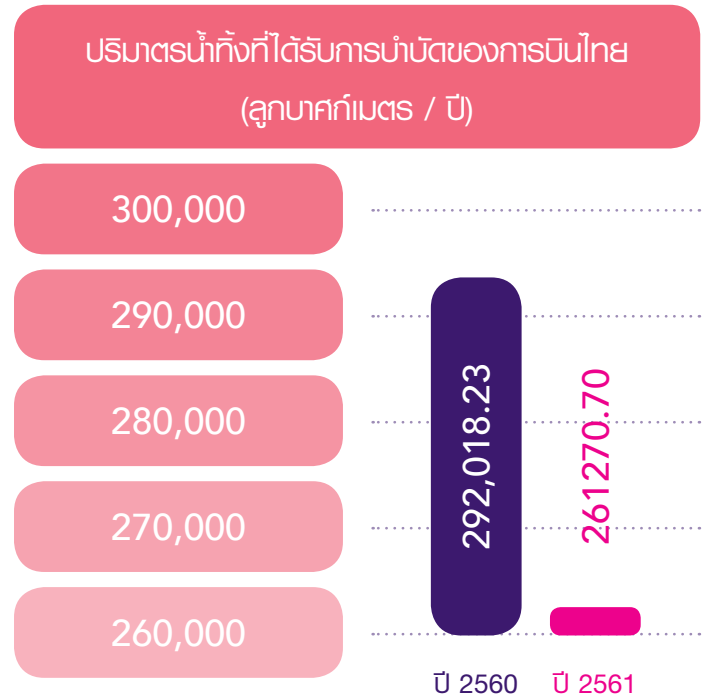 ปริมาตรน้ำทิ้งที่ได้รับการบำบัดของการบินไทย
(ลูกบาศก์เมตร / ปี)
300,000
290,000
280,000
270,000
260,000
292,018.23
261270.70
ปี 2560
ปี 2561